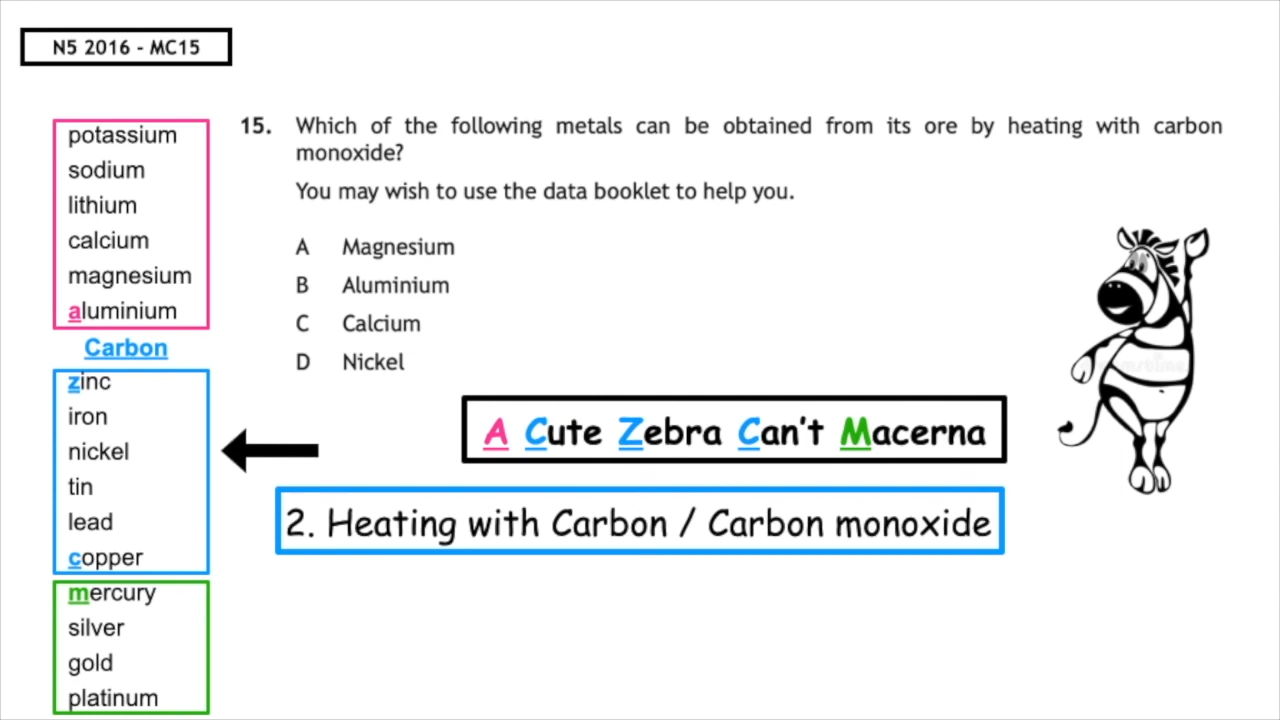 N5 2016 - MC15
potassium
sodium
lithium
calcium
magnesium
aluminium
Carbon
zinc
iron
nickel
tin
lead
copper
mercury
silver
gold
platinum
15. Which of the following metals can be obtained from its ore by heating with carbon
monoxide?
You may wish to use the data booklet to help you.
A Magnesium
B Aluminium
C Calcium
D Nickel
A Cute Zebra Can't Macerna
2. Heating with Carbon / Carbon monoxide